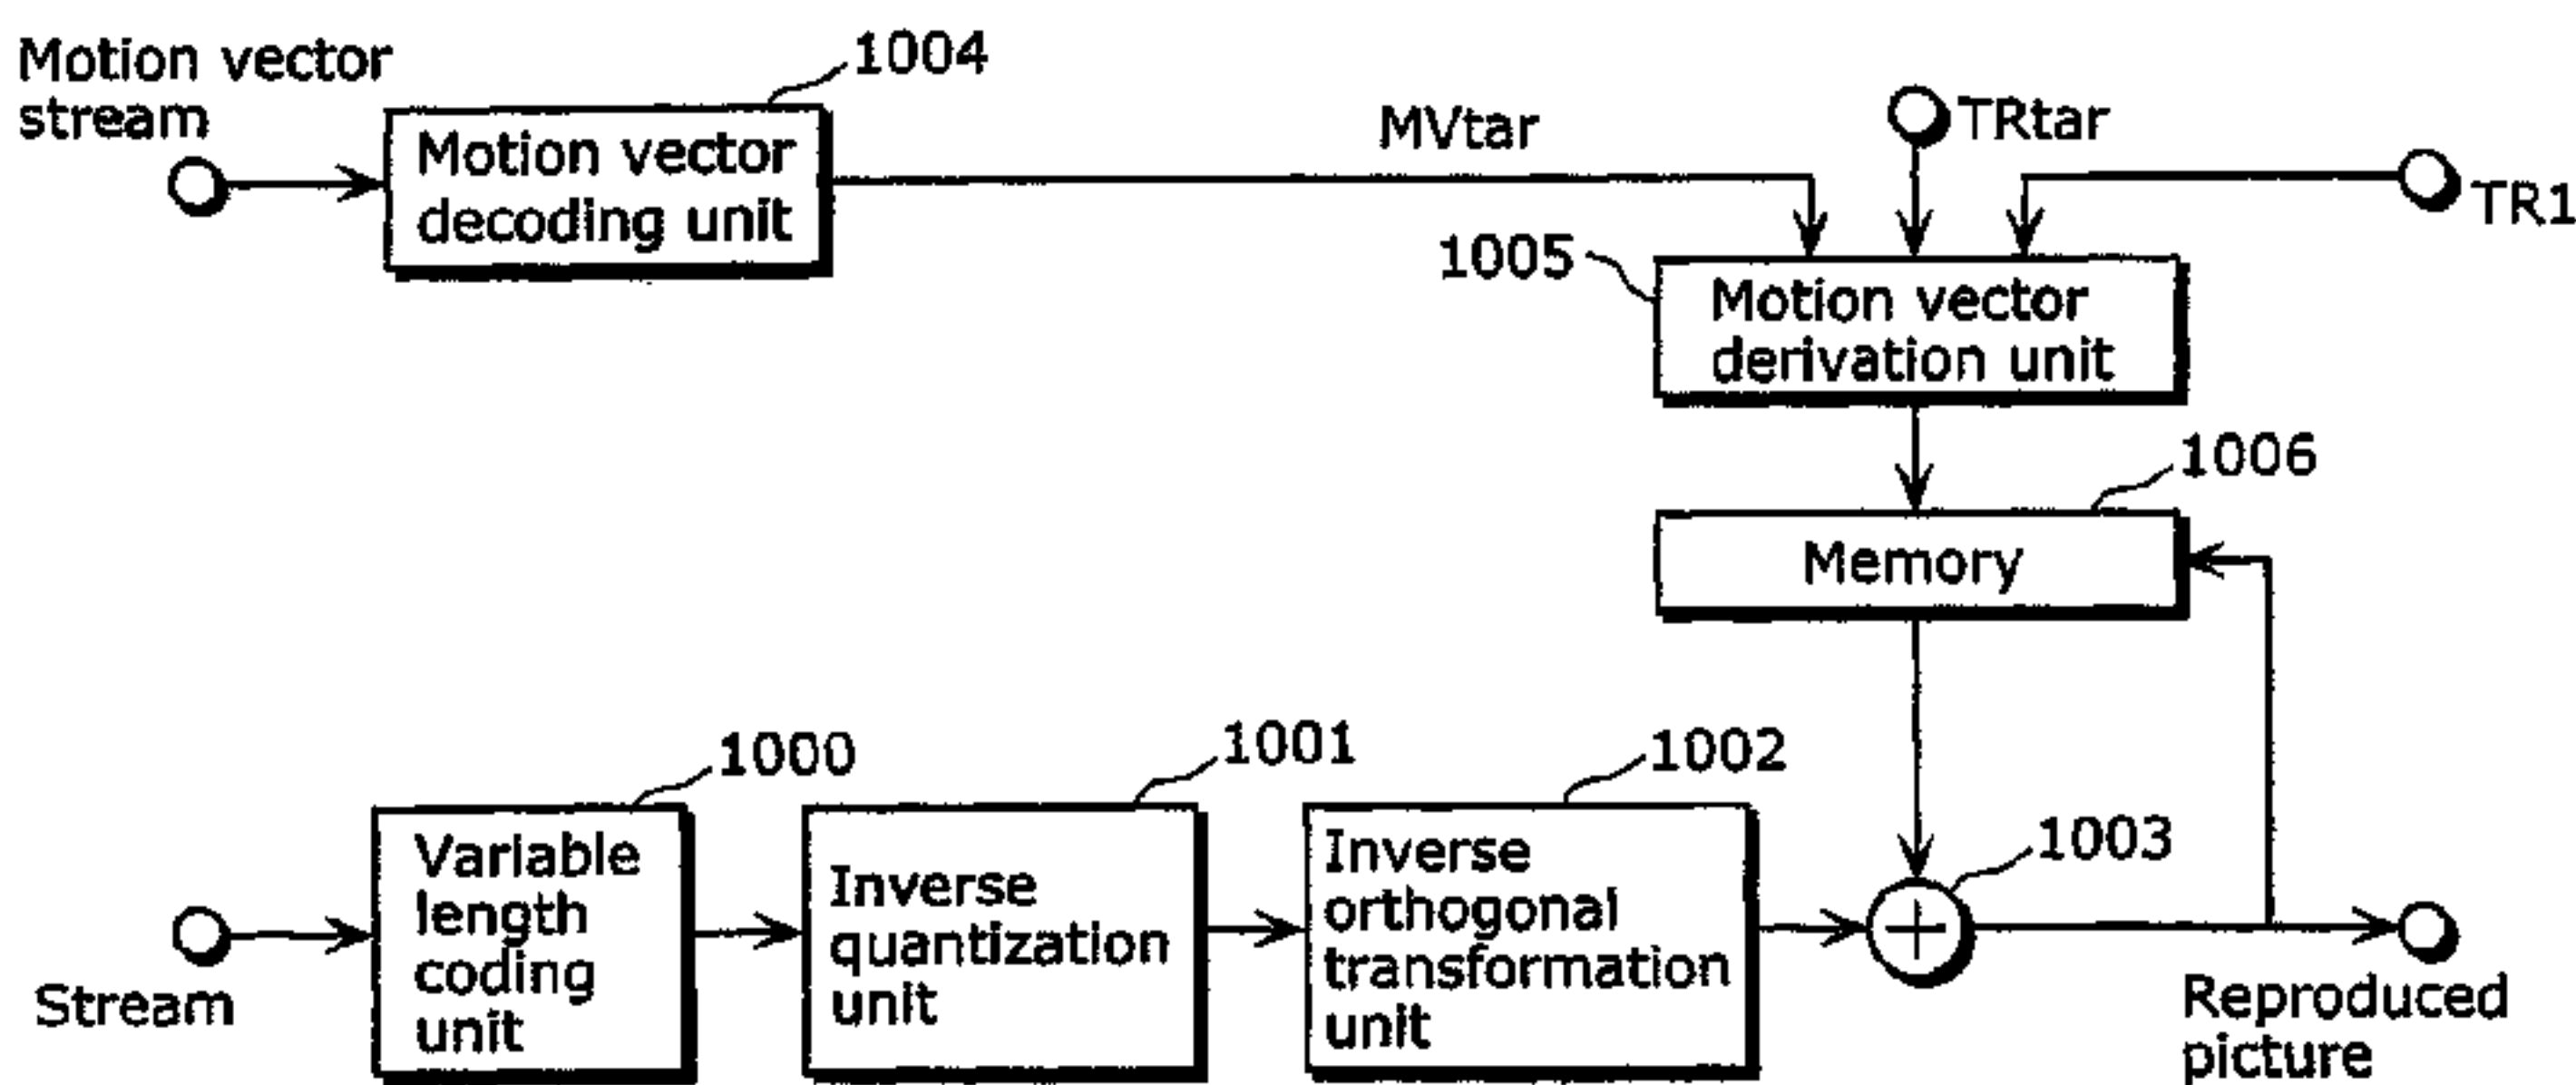 Motion vector
stream
1004
Motion vector
decoding unit
MVtar
TRtar
TR1
1005
Motion vector
derivation unit
1006
Memory
1000
1001
1002
1003
Variable
length
coding
unit
Inverse
quantization
unit
Inverse
orthogonal
transformation
unit
+
Stream
Reproduced
picture